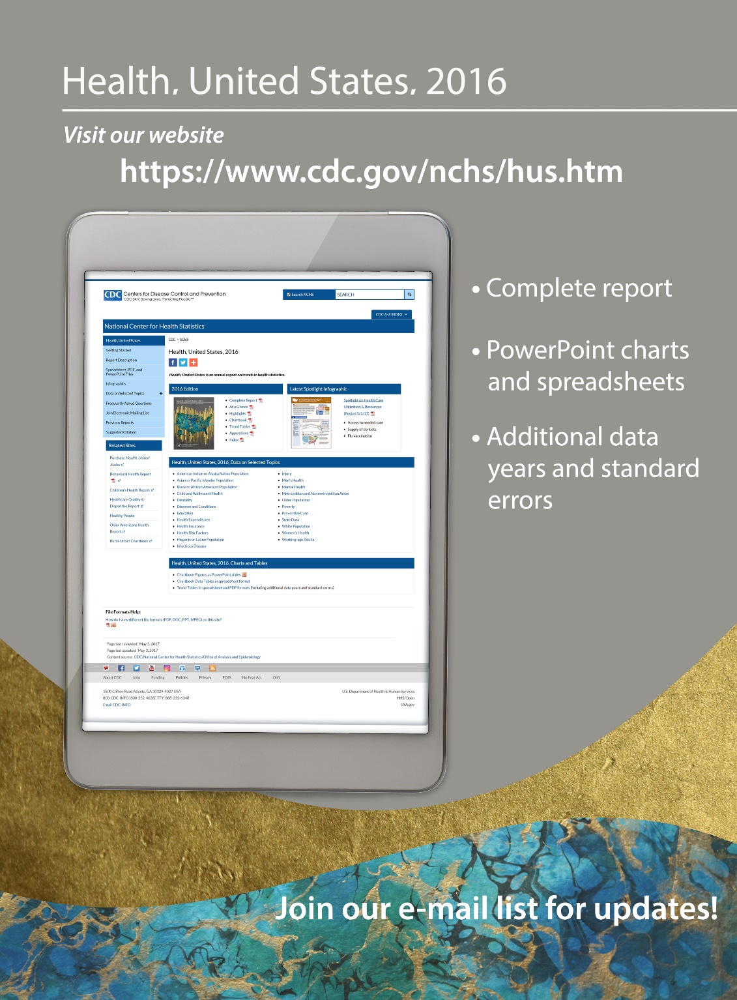 Health, United States, 2016
Visit our website
https://www.cdc.gov/nchs/hus.htm
CDC Centers for Disease Control and Prevention
CDC 24/7: Saving Lives, Protecting People™
Search NCHS
SEARCH
CDC A-Z INDEX
National Center for Health Statistics
Health, United States
Getting Started
Report Description
Spreadsheet, PDF, and
PowerPoint Files
Infographics
Data on Selected Topics +
Frequently Asked Questions
Join Electronic Mailing List
Previous Reports
Suggested Citation
Related Sites
Purchase Health, United
States
Behavioral Health Report
Children's Health Report
Healthcare Quality &
Disparities Report
Healthy People
Older Americans Health
Report
Rural-Urban Chartbook
CDC > NCHS
Health, United States, 2016
Health, United States is an annual report on trends in health statistics.
2016 Edition
• Complete Report
• At a Glance
• Highlights
• Chartbook
• Trend Tables
• Appendixes
• Index
Latest Spotlight Infographic
Spotlight on Health Care
Utilization & Resources
[Posted 5/1/17]
• Access to needed care
• Supply of dentists
• Flu vaccination
Health, United States, 2016, Data on Selected Topics
• American Indian or Alaska Native Population
• Asian or Pacific Islander Population
• Black or African American Population
• Child and Adolescent Health
• Disability
• Diseases and Conditions
• Education
• Health Expenditures
• Health Insurance
• Health Risk Factors
• Hispanic or Latino Population
• Infectious Disease
• Injury
• Men's Health
• Mental Health
• Metropolitan and Nonmetropolitan Areas
• Older Population
• Poverty
• Preventive Care
• State Data
• White Population
• Women's Health
• Working-age Adults
Health, United States, 2016, Charts and Tables
• Chartbook Figures as PowerPoint slides
• Chartbook Data Tables in spreadsheet format
• Trend Tables in spreadsheet and PDF formats (including additional data years and standard errors)
File Formats Help:
How do I view different file formats (PDF, DOC, PPT, MPEG) on this site?
Page last reviewed: May 3, 2017
Page last updated: May 3, 2017
Content source: CDC/National Center for Health Statistics/Office of Analysis and Epidemiology
About CDC Jobs Funding Policies Privacy FOIA No Fear Act OIG
1600 Clifton Road Atlanta, GA 30329-4027 USA
800-CDC-INFO (800-232-4636), TTY: 888-232-6348
Email CDC-INFO
U.S. Department of Health & Human Services
HHS/Open
USA.gov
• Complete report
• PowerPoint charts
and spreadsheets
• Additional data
years and standard
errors
Join our e-mail list for updates!